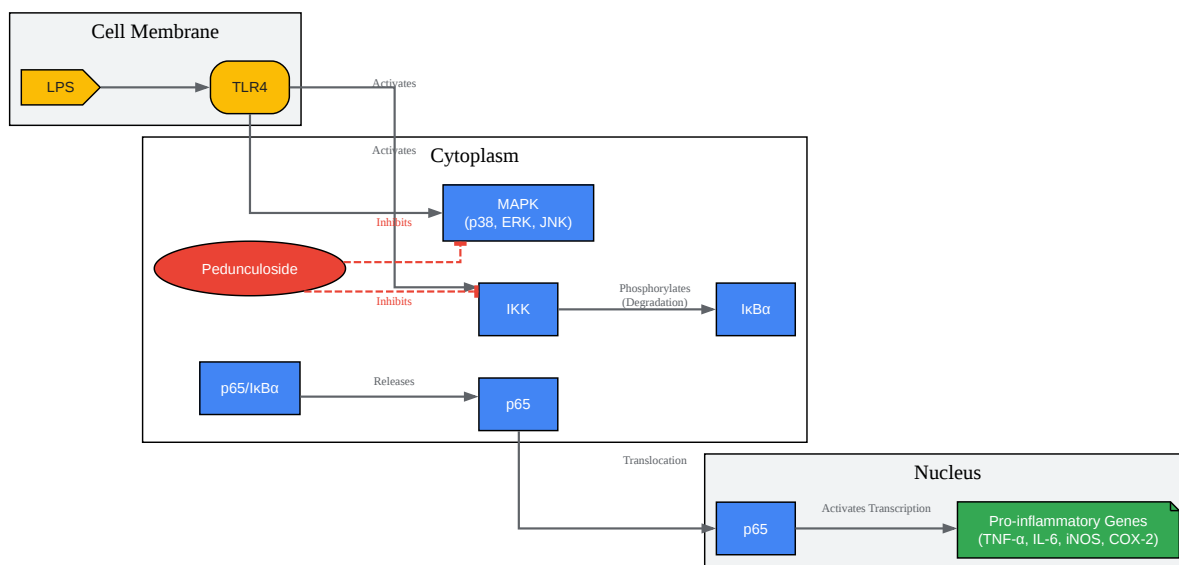 Cell Membrane
LPS
TLR4
Activates
Activates
Cytoplasm
MAPK
(p38, ERK, JNK)
Inhibits
Pedunculoside
Inhibits
IKK
Phosphorylates
(Degradation)
IκBα
p65/IκBα
Releases
p65
Translocation
Nucleus
p65
Activates Transcription
Pro-inflammatory Genes
(TNF-α, IL-6, iNOS, COX-2)